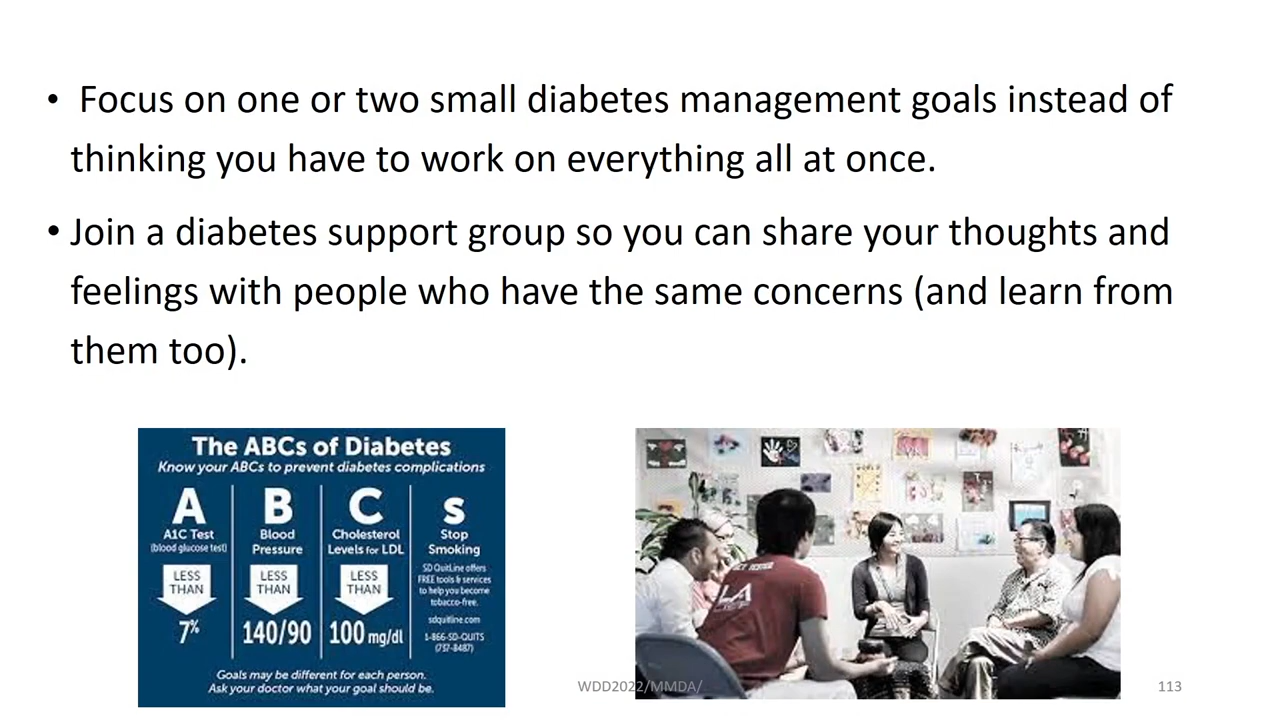 • Focus on one or two small diabetes management goals instead of
thinking you have to work on everything all at once.
• Join a diabetes support group so you can share your thoughts and
feelings with people who have the same concerns (and learn from
them too).
The ABCs of Diabetes
Know your ABCs to prevent diabetes complications
A
A1C Test
(blood glucose test)
LESS
THAN
7%
B
Blood
Pressure
LESS
THAN
140/90
C
Cholesterol
Levels for LDL
LESS
THAN
100 mg/dl
s
Stop
Smoking
SD QuitLine offers
FREE tools & services
to help you become
tobacco-free.
sdquitline.com
1-866-SD-QUITS
(737-8487)
Goals may be different for each person.
Ask your doctor what your goal should be.
LA
WDD2022/MMDA/
113